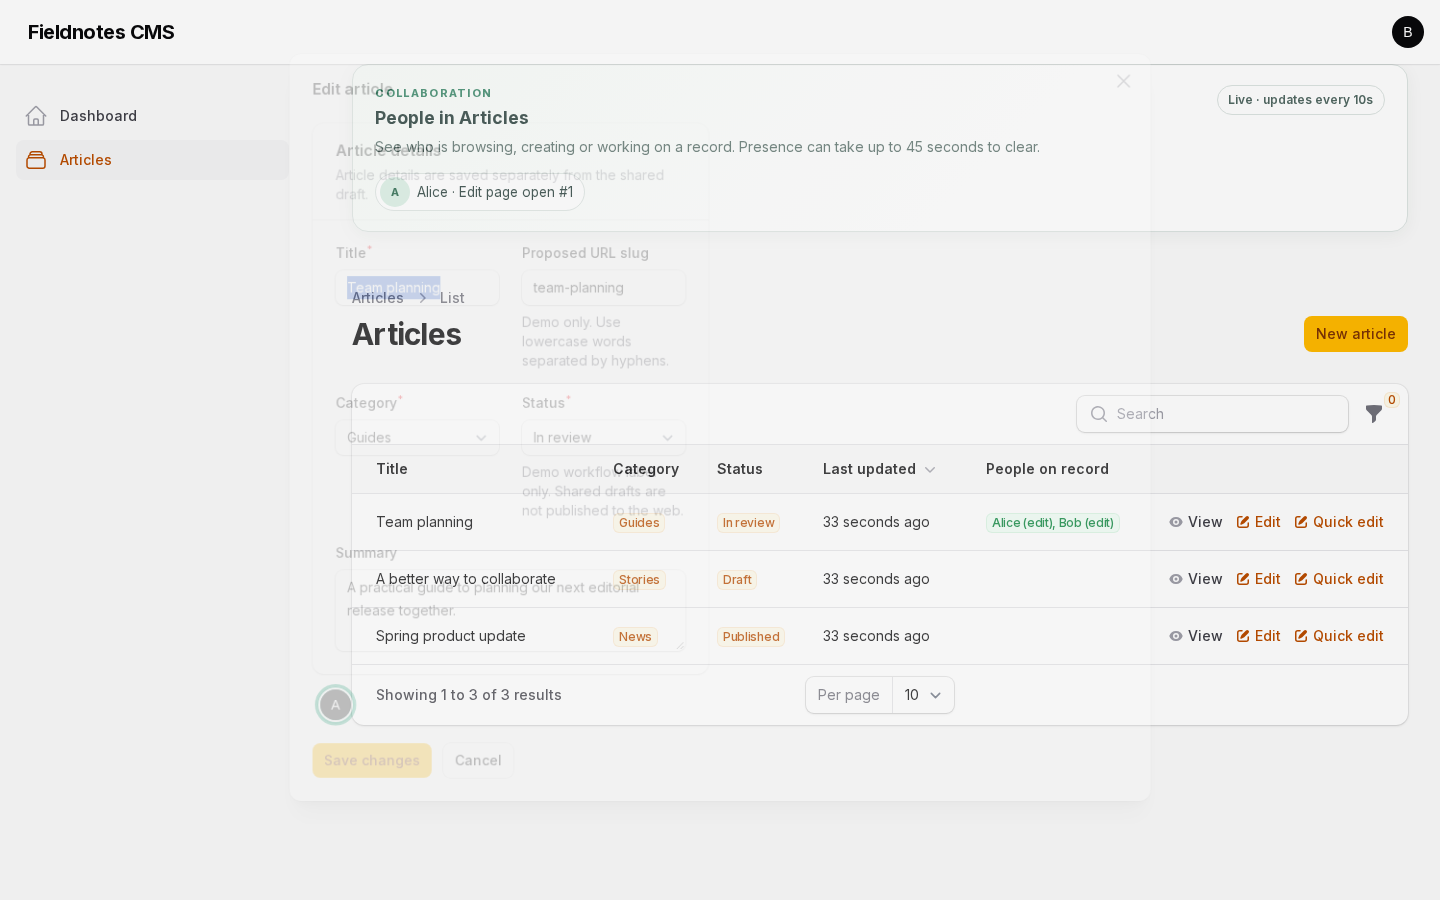 Fieldnotes CMS
B
Dashboard
Articles
COLLABORATION
People in Articles
See who is browsing, creating or working on a record. Presence can take up to 45 seconds to clear.
Live · updates every 10s
A
Alice · Edit page open #1
Articles
List
Articles
New article
Search
0
Title
Category
Status
Last updated
People on record
Team planning
Guides
In review
33 seconds ago
Alice (edit), Bob (edit)
View
Edit
Quick edit
A better way to collaborate
Stories
Draft
33 seconds ago
View
Edit
Quick edit
Spring product update
News
Published
33 seconds ago
View
Edit
Quick edit
Showing 1 to 3 of 3 results
Per page
10
Edit article
Article details
Article details are saved separately from the shared
draft.
Title*
Team planning
Proposed URL slug
team-planning
Demo only. Use
lowercase words
separated by hyphens.
Category*
Guides
Status*
In review
Demo workflow
only. Shared drafts are
not published to the web.
Summary
A practical guide to planning our next editorial
release together.
A
Save changes
Cancel